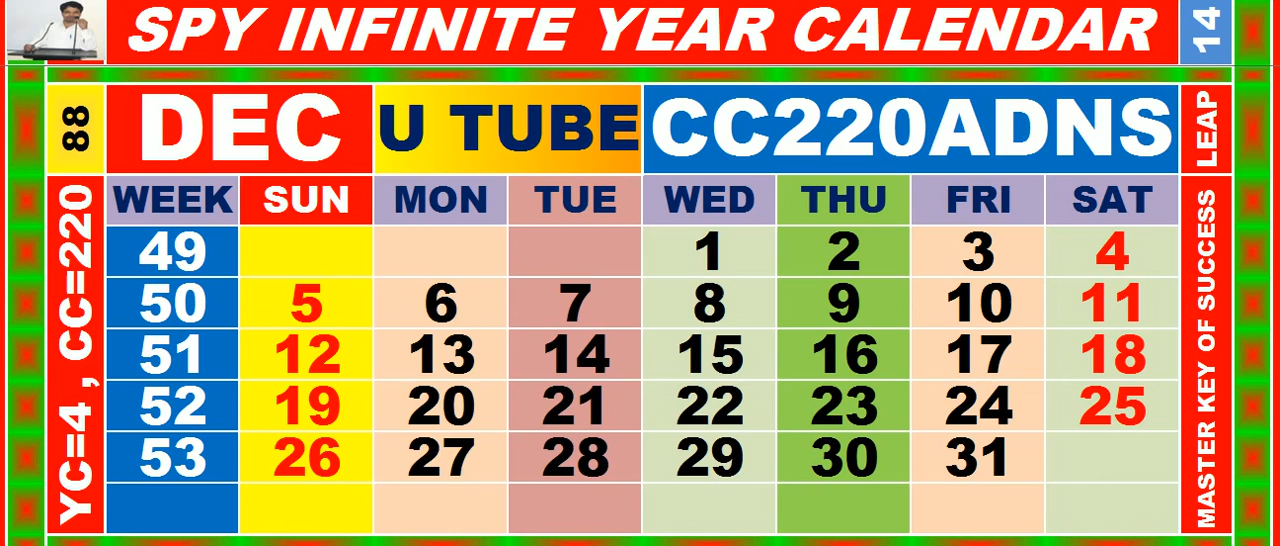 SPY INFINITE YEAR CALENDAR 14
88 DEC U TUBE CC220ADNS LEAP
YC=4 , CC=220
WEEK SUN MON TUE WED THU FRI SAT
49 1 2 3 4
50 5 6 7 8 9 10 11
51 12 13 14 15 16 17 18
52 19 20 21 22 23 24 25
53 26 27 28 29 30 31
MASTER KEY OF SUCCESS